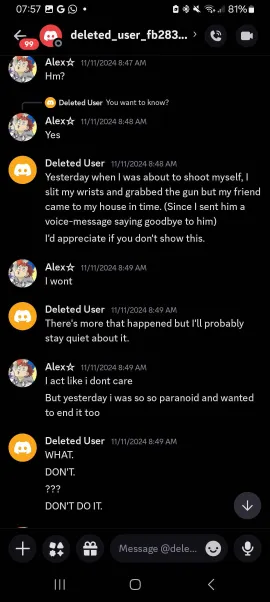 07:57
81%
99
deleted_user_fb283...
Alex☆ 11/11/2024 8:47 AM
Hm?
Deleted User You want to know?
Alex☆ 11/11/2024 8:48 AM
Yes
Deleted User 11/11/2024 8:48 AM
Yesterday when I was about to shoot myself, I
slit my wrists and grabbed the gun but my friend
came to my house in time. (Since I sent him a
voice-message saying goodbye to him)
I'd appreciate if you don't show this.
Alex☆ 11/11/2024 8:49 AM
I wont
Deleted User 11/11/2024 8:49 AM
There's more that happened but I'll probably
stay quiet about it.
Alex☆ 11/11/2024 8:49 AM
I act like i dont care
But yesterday i was so so paranoid and wanted
to end it too
Deleted User 11/11/2024 8:49 AM
WHAT.
DON'T.
???
DON'T DO IT.
Message @dele...